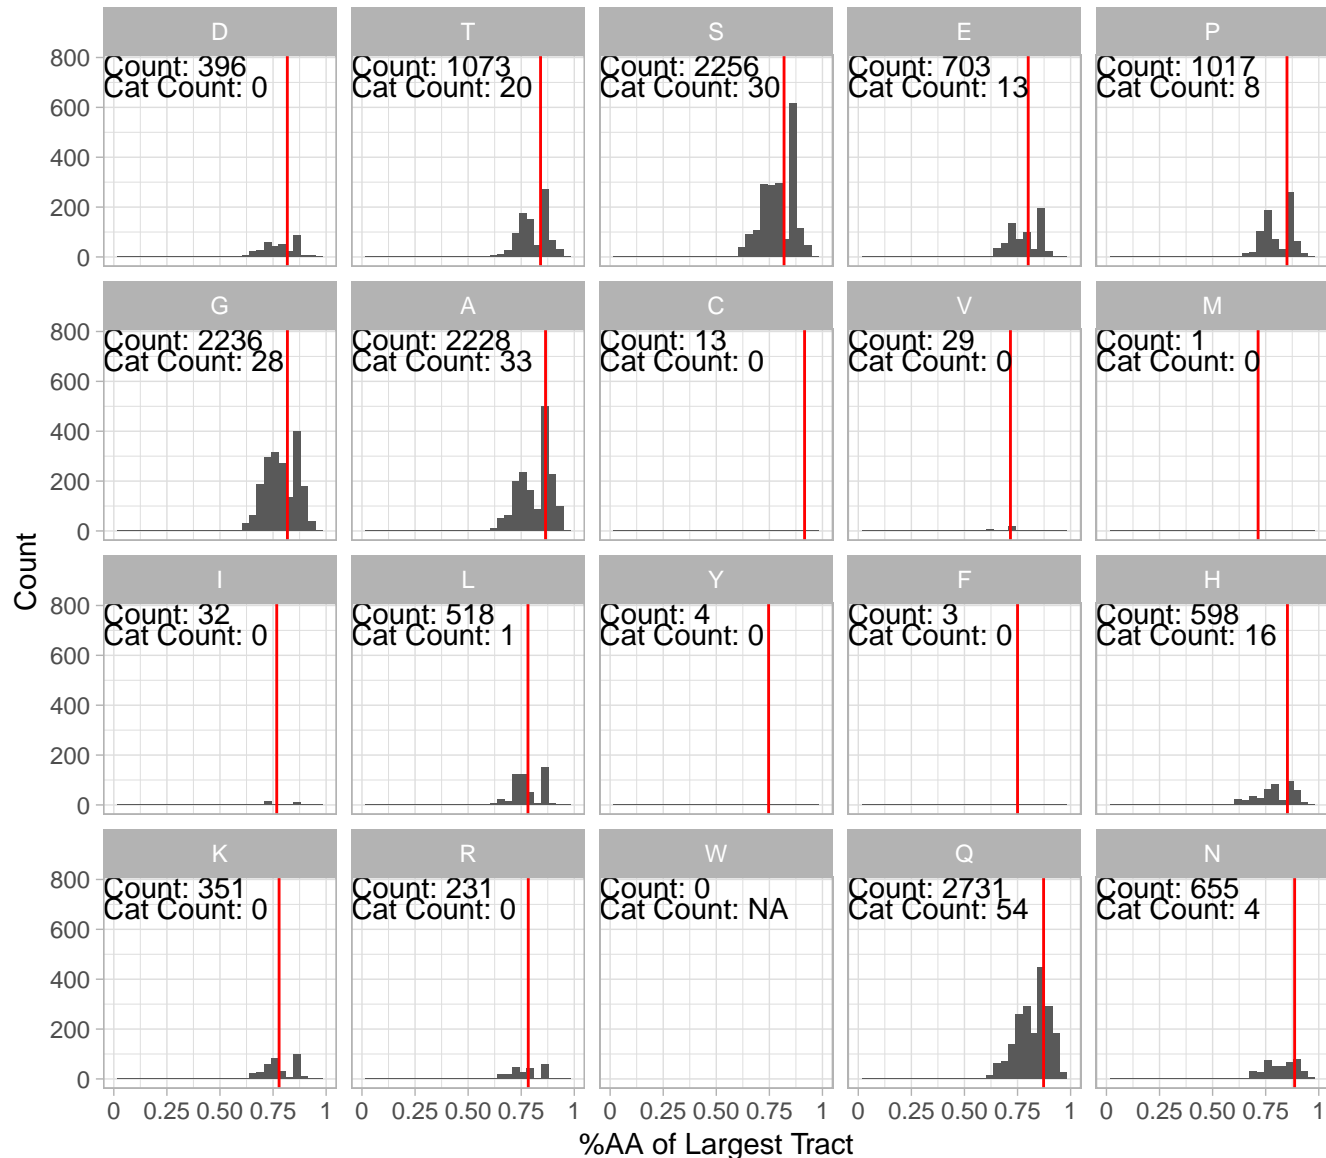 D T S E P
800 Count: 396 Count: 1073 Count: 2256 Count: 703 Count: 1017
Cat Count: 0 Cat Count: 20 Cat Count: 30 Cat Count: 13 Cat Count: 8
600
400
200
0
G A C V M
800 Count: 2236 Count: 2228 Count: 13 Count: 29 Count: 1
Cat Count: 28 Cat Count: 33 Cat Count: 0 Cat Count: 0 Cat Count: 0
600
400
200
0
Count
I L Y F H
800 Count: 32 Count: 518 Count: 4 Count: 3 Count: 598
Cat Count: 0 Cat Count: 1 Cat Count: 0 Cat Count: 0 Cat Count: 16
600
400
200
0
K R W Q N
800 Count: 351 Count: 231 Count: 0 Count: 2731 Count: 655
Cat Count: 0 Cat Count: 0 Cat Count: NA Cat Count: 54 Cat Count: 4
600
400
200
0
0 0.25 0.50 0.75 1 0 0.25 0.50 0.75 1 0 0.25 0.50 0.75 1 0 0.25 0.50 0.75 1 0 0.25 0.50 0.75 1
%AA of Largest Tract